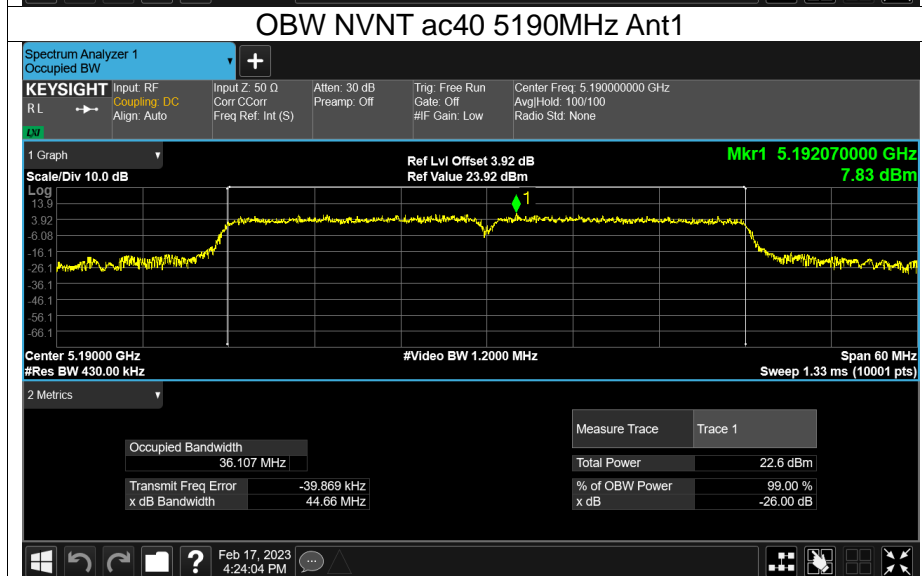 OBW NVNT ac40 5190MHz Ant1
Spectrum Analyzer 1
Occupied BW
+
KEYSIGHT
R L
LXI
Input: RF
Coupling: DC
Align: Auto
Input Z: 50 Ω
Corr CCorr
Freq Ref: Int (S)
Atten: 30 dB
Preamp: Off
Trig: Free Run
Gate: Off
#IF Gain: Low
Center Freq: 5.190000000 GHz
Avg|Hold: 100/100
Radio Std: None
1 Graph
Scale/Div 10.0 dB
Ref Lvl Offset 3.92 dB
Ref Value 23.92 dBm
Mkr1 5.192070000 GHz
7.83 dBm
Log
13.9
3.92
-6.08
-16.1
-26.1
-36.1
-46.1
-56.1
-66.1
1
Center 5.19000 GHz
#Res BW 430.00 kHz
#Video BW 1.2000 MHz
Span 60 MHz
Sweep 1.33 ms (10001 pts)
2 Metrics
Occupied Bandwidth
36.107 MHz
Transmit Freq Error -39.869 kHz
x dB Bandwidth 44.66 MHz
Measure Trace Trace 1
Total Power 22.6 dBm
% of OBW Power 99.00 %
x dB -26.00 dB
?
Feb 17, 2023
4:24:04 PM